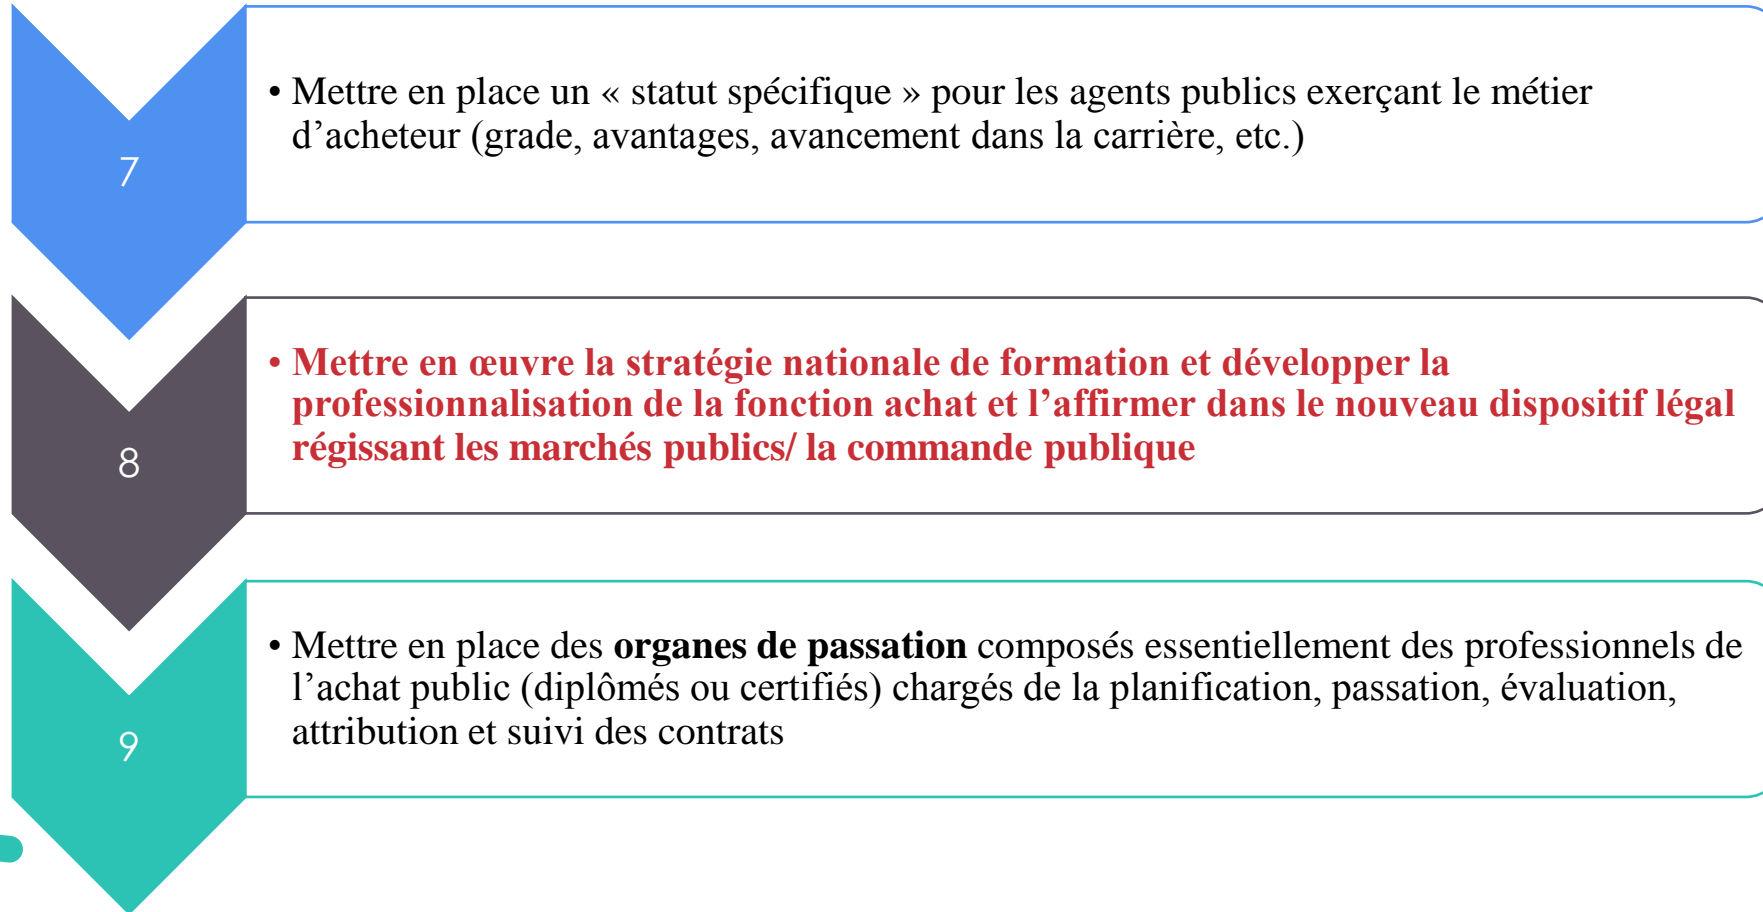 • Mettre en place un « statut spécifique » pour les agents publics exerçant le métier
d’acheteur (grade, avantages, avancement dans la carrière, etc.)
7
• Mettre en œuvre la stratégie nationale de formation et développer la
professionnalisation de la fonction achat et l’affirmer dans le nouveau dispositif légal
régissant les marchés publics/ la commande publique
8
• Mettre en place des organes de passation composés essentiellement des professionnels de
l’achat public (diplômés ou certifiés) chargés de la planification, passation, évaluation,
attribution et suivi des contrats
9